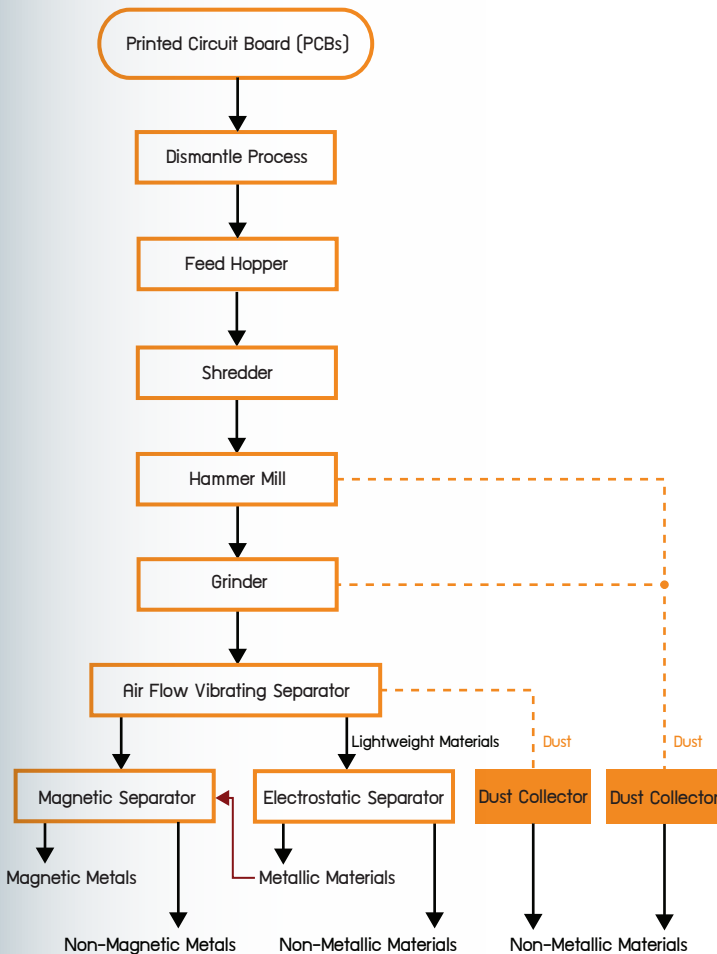 Printed Circuit Board (PCBs)
Dismantle Process
Feed Hopper
Shredder
Hammer Mill
Grinder
Air Flow Vibrating Separator
Lightweight Materials
Dust
Dust
Magnetic Separator
Electrostatic Separator
Dust Collector
Dust Collector
Magnetic Metals
Metallic Materials
Non-Magnetic Metals
Non-Metallic Materials
Non-Metallic Materials